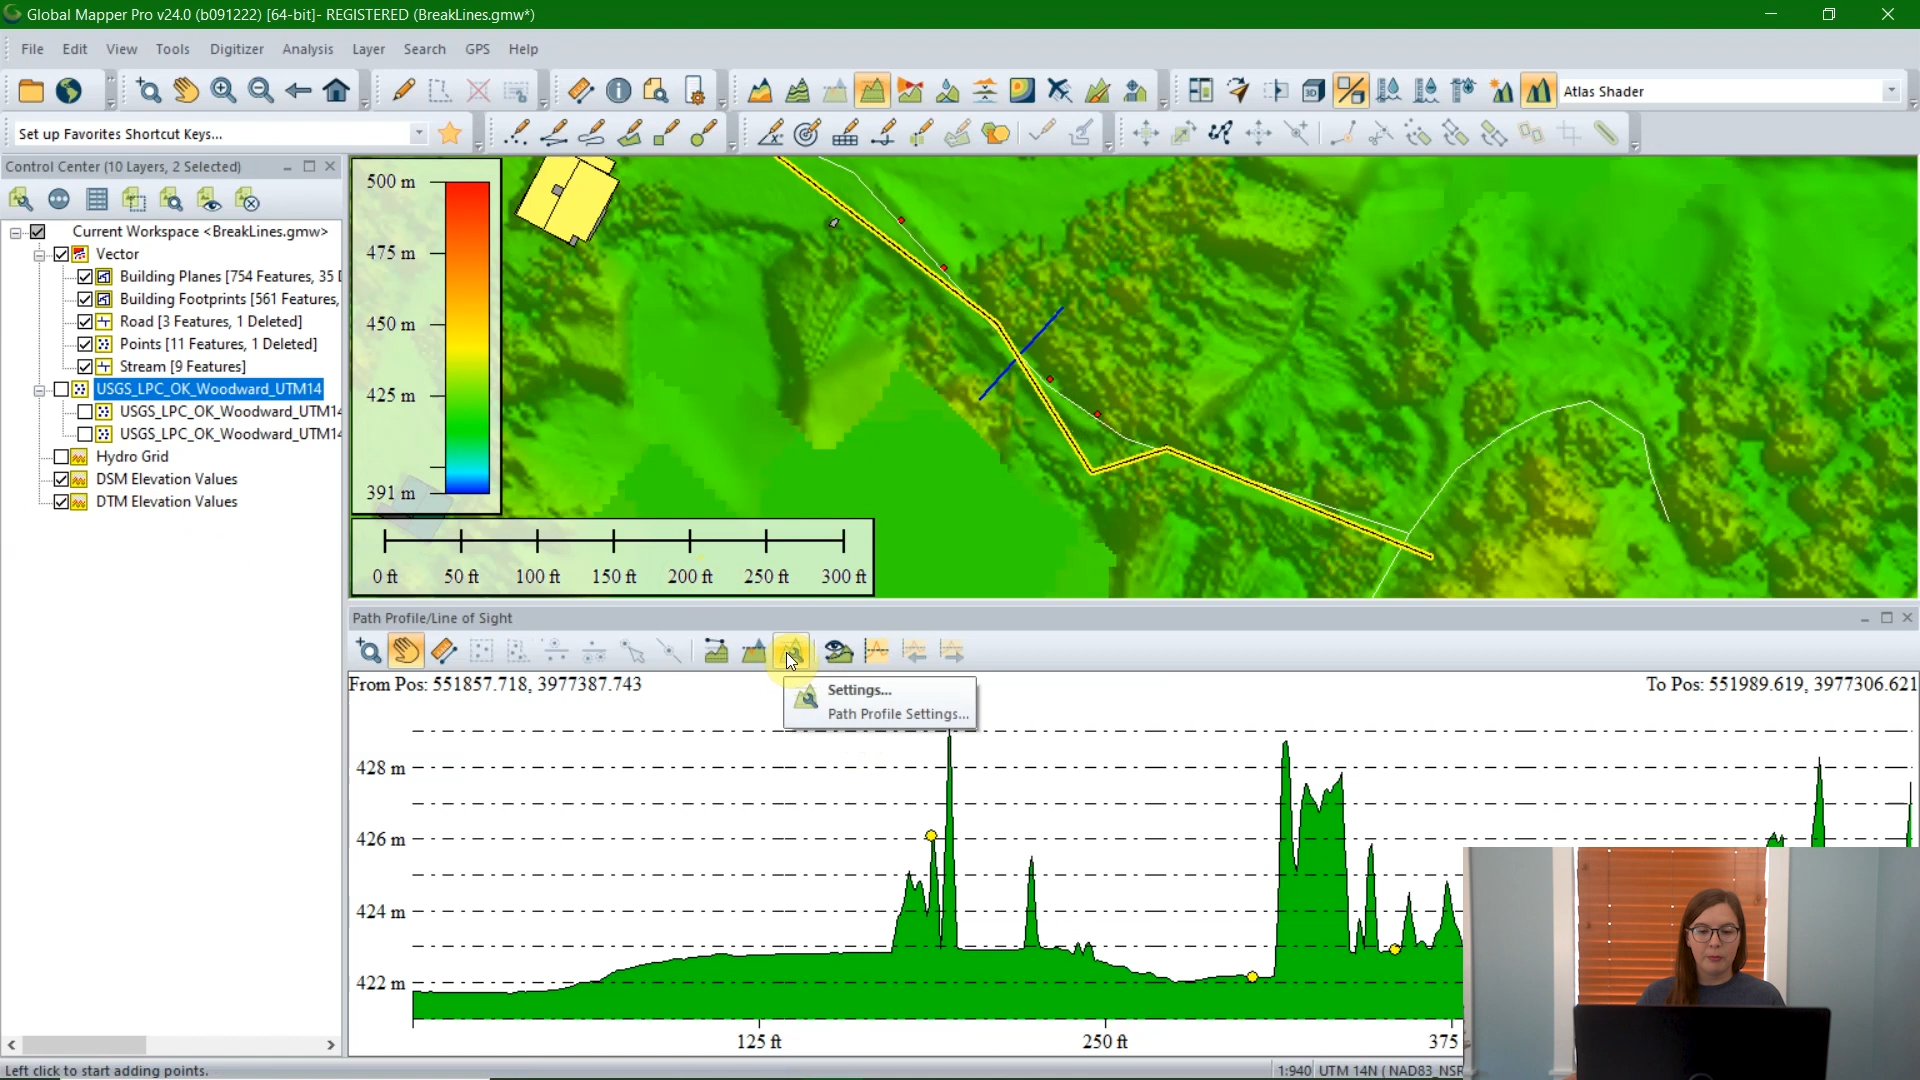 Global Mapper Pro v24.0 (b091222) [64-bit]- REGISTERED (BreakLines.gmw*)
File Edit View Tools Digitizer Analysis Layer Search GPS Help
Atlas Shader
Set up Favorites Shortcut Keys...
Control Center (10 Layers, 2 Selected)
Current Workspace <BreakLines.gmw>
Vector
Building Planes [754 Features, 35
Building Footprints [561 Features,
Road [3 Features, 1 Deleted]
Points [11 Features, 1 Deleted]
Stream [9 Features]
USGS_LPC_OK_Woodward_UTM14
USGS_LPC_OK_Woodward_UTM14
USGS_LPC_OK_Woodward_UTM14
Hydro Grid
DSM Elevation Values
DTM Elevation Values
500 m
475 m
450 m
425 m
391 m
0 ft 50 ft 100 ft 150 ft 200 ft 250 ft 300 ft
Path Profile/Line of Sight
From Pos: 551857.718, 3977387.743
To Pos: 551989.619, 3977306.621
Settings...
Path Profile Settings...
428 m
426 m
424 m
422 m
125 ft 250 ft 375
Left click to start adding points.
1:940 UTM 14N ( NAD83_NSR